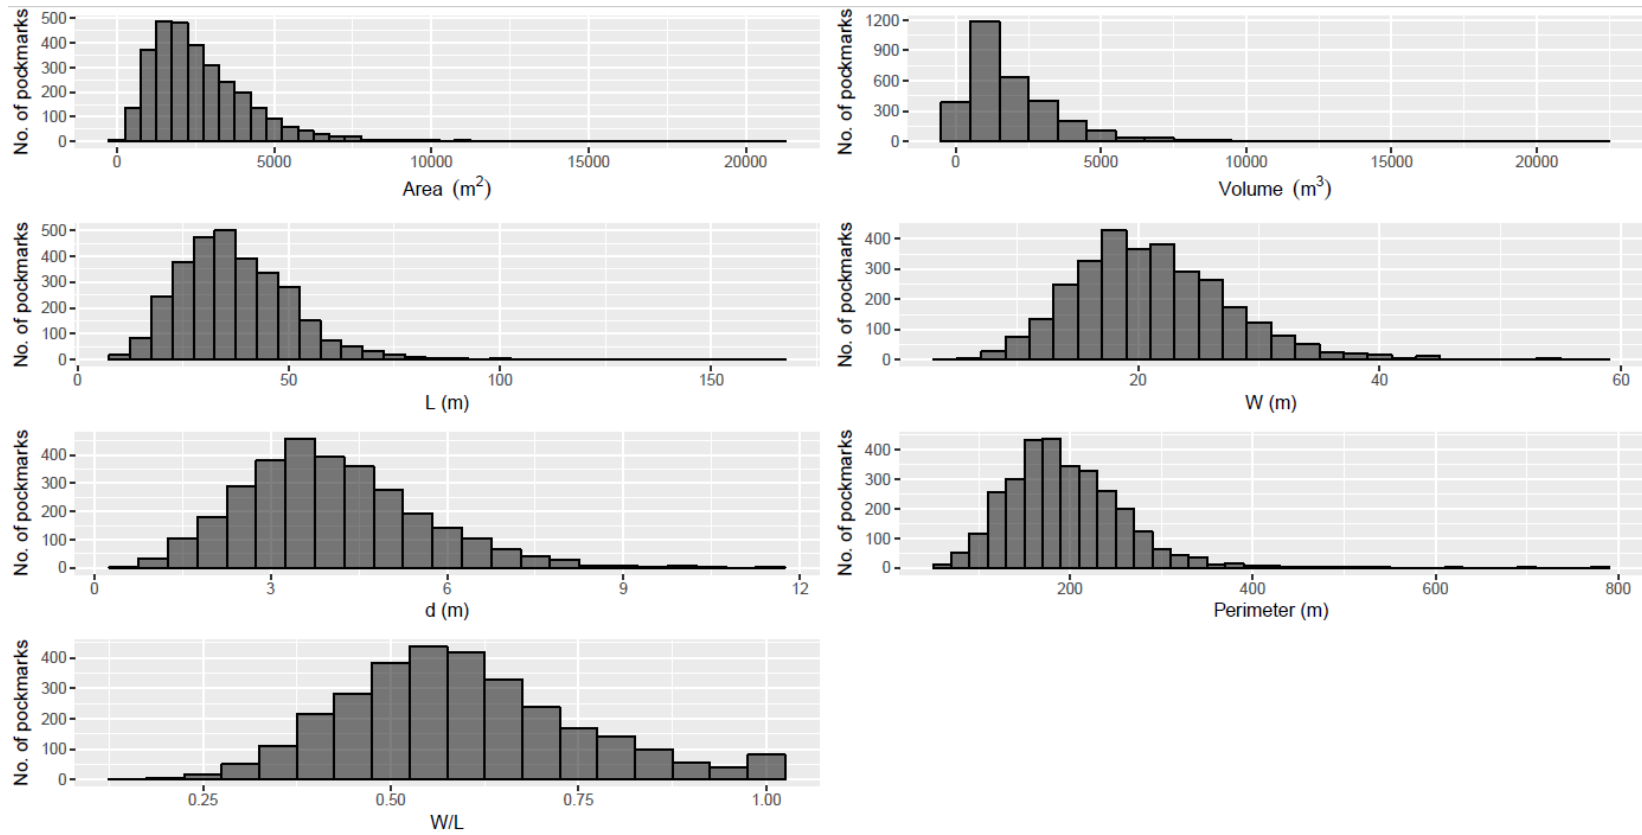 No. of pockmarks
500
400
300
200
100
0
0 5000 10000 15000 20000
Area (m²)
No. of pockmarks
1200
900
600
300
0
0 5000 10000 15000 20000
Volume (m³)
No. of pockmarks
500
400
300
200
100
0
0 50 100 150
L (m)
No. of pockmarks
400
300
200
100
0
20 40 60
W (m)
No. of pockmarks
400
300
200
100
0
0 3 6 9 12
d (m)
No. of pockmarks
400
300
200
100
0
200 400 600 800
Perimeter (m)
No. of pockmarks
400
300
200
100
0
0.25 0.50 0.75 1.00
W/L